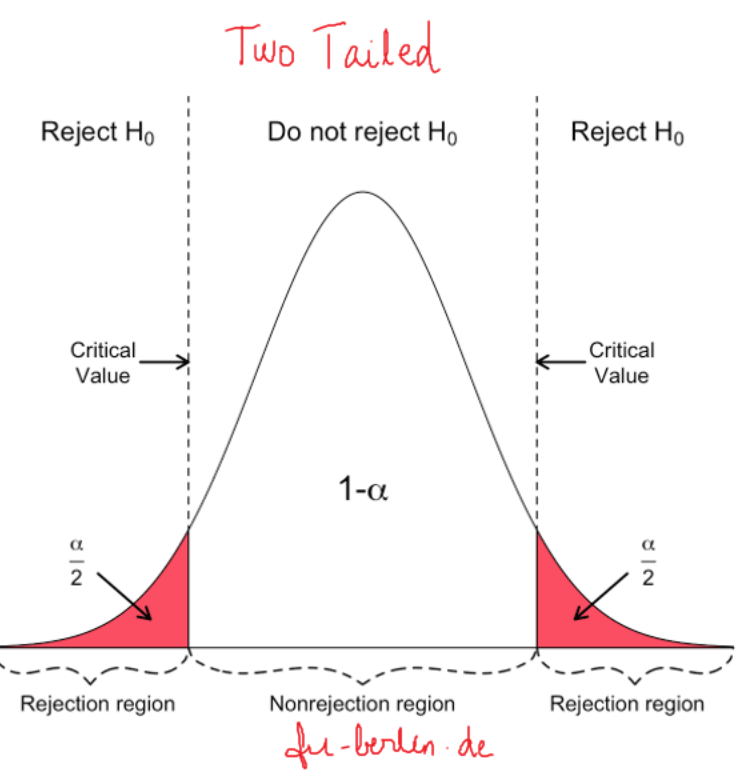 Two Tailed
Reject H₀
Do not reject H₀
Reject H₀
Critical
Value
Critical
Value
1-α
α
2
α
2
Rejection region
Nonrejection region
Rejection region
fu-berlin.de